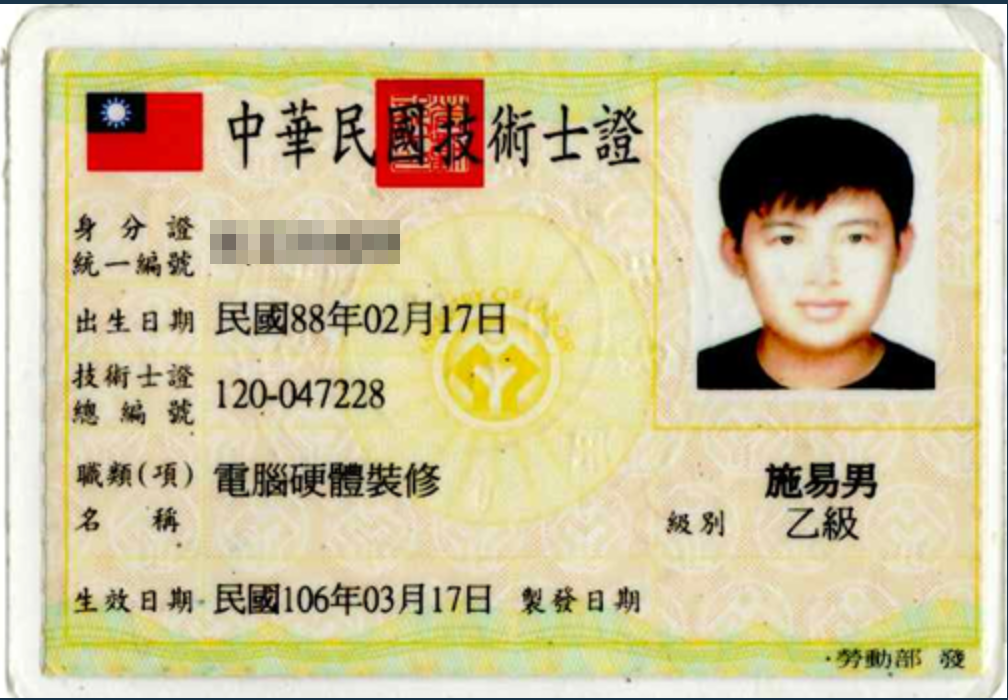 中華民國技術士證
身分證
統一編號
出生日期 民國88年02月17日
技術士證
總編號 120-047228
職類(項) 電腦硬體裝修
名稱
施易男
級別 乙級
生效日期 民國106年03月17日 製發日期
勞動部 發